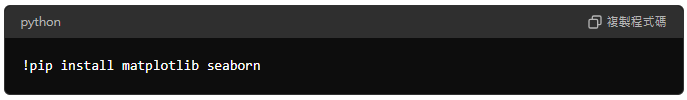 python
複製程式碼
!pip install matplotlib seaborn